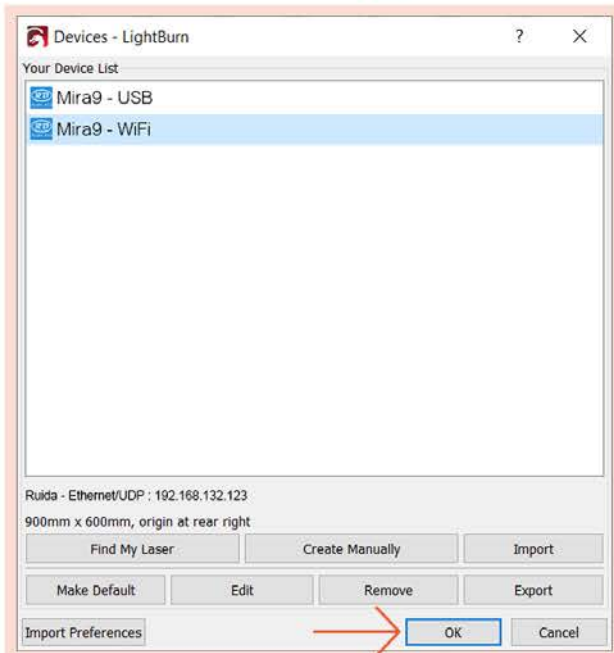 Devices - LightBurn ? ×
Your Device List
Mira9 - USB
Mira9 - WiFi
Ruida - Ethernet/UDP : 192.168.132.123
900mm x 600mm, origin at rear right
Find My Laser Create Manually Import
Make Default Edit Remove Export
Import Preferences OK Cancel